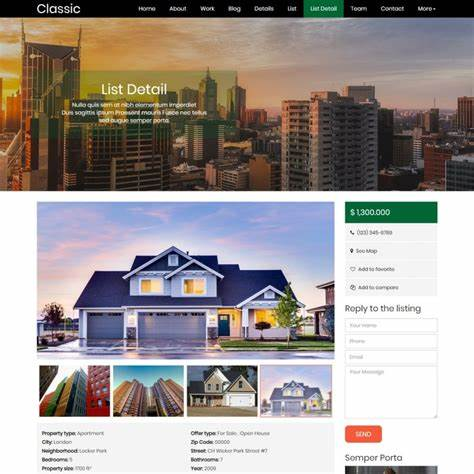 Classic
Home About Work Blog Details List List Detail Team Contact More
List Detail
Nulla quis sem at nibh elementum imperdiet
Duis sagittis ipsum Praesent mauris Fusce nec tellus
sed augue semper porta.
$ 1,300.000
(123) 345-6789
See Map
Add to favorite
Add to compare
Reply to the listing
Your Name
Phone
Email
Your Message
SEND
Property type: Apartment
City: London
Neighborhood: Locker Park
Bedrooms: 5
Property size: 1700 ft²
Offer type: For Sale , Open House
Zip Code: 00000
Street: CH Wicker Park Street #7
Bathrooms: 7
Year: 2009
Semper Porta